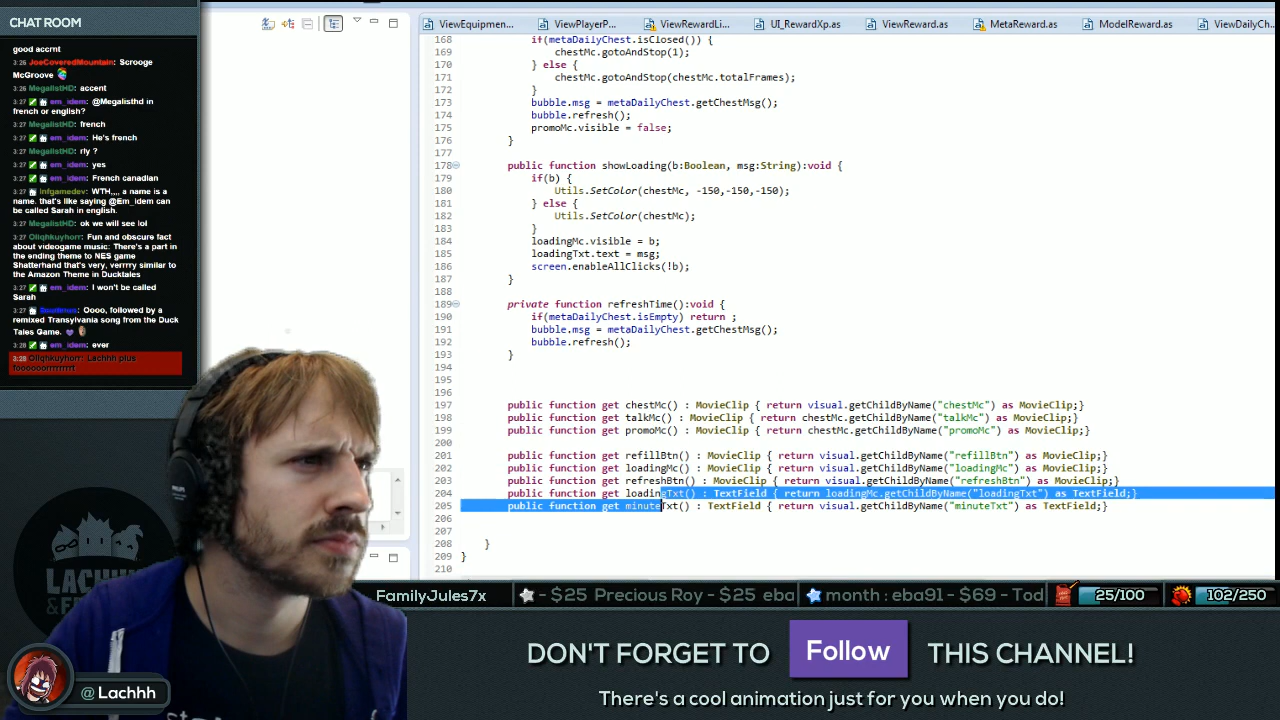 CHAT ROOM
good accrnt
3:26 JoeCoveredMountain: Scrooge
McGroove
3:26 MegalistHD: accent
3:27 em_idem: @Megalisthd in
french or english?
3:27 MegalistHD: french
3:27 em_idem: He's french
3:27 MegalistHD: rly ?
3:27 em_idem: yes
3:27 em_idem: French canadian
3:27 Infgamedev: WTH,,,, a name is a
name. that's like saying @Em_idem can
be called Sarah in english.
3:27 MegalistHD: ok we will see lol
3:27 Oliqhkuyhorr: Fun and obscure fact
about videogame music: There's a part in
the ending theme to NES game
Shatterhand that's very, verrry similar to
the Amazon Theme in Ducktales
3:27 em_idem: I won't be called
Sarah
3:27 Oooo, followed by a
remixed Transylvania song from the Duck
Tales Game.
3:28 em_idem: ever
3:28 Oliqhkuyhorr: Lachhh plus
fooooorrrrrrrt
ViewEquipmen... ViewPlayerP... ViewRewardLi... UI_RewardXp.as ViewReward.as MetaReward.as ModelReward.as ViewDailyCh...
168 if(metaDailyChest.isClosed()) {
169 chestMc.gotoAndStop(1);
170 } else {
171 chestMc.gotoAndStop(chestMc.totalFrames);
172 }
173 bubble.msg = metaDailyChest.getChestMsg();
174 bubble.refresh();
175 promoMc.visible = false;
176 }
177
178 public function showLoading(b:Boolean, msg:String):void {
179 if(b) {
180 Utils.SetColor(chestMc, -150,-150,-150);
181 } else {
182 Utils.SetColor(chestMc);
183 }
184 loadingMc.visible = b;
185 loadingTxt.text = msg;
186 screen.enableAllClicks(!b);
187 }
188
189 private function refreshTime():void {
190 if(metaDailyChest.isEmpty) return ;
191 bubble.msg = metaDailyChest.getChestMsg();
192 bubble.refresh();
193 }
194
195
196
197 public function get chestMc() : MovieClip { return visual.getChildByName("chestMc") as MovieClip;}
198 public function get talkMc() : MovieClip { return chestMc.getChildByName("talkMc") as MovieClip;}
199 public function get promoMc() : MovieClip { return chestMc.getChildByName("promoMc") as MovieClip;}
200
201 public function get refillBtn() : MovieClip { return visual.getChildByName("refillBtn") as MovieClip;}
202 public function get loadingMc() : MovieClip { return visual.getChildByName("loadingMc") as MovieClip;}
203 public function get refreshBtn() : MovieClip { return visual.getChildByName("refreshBtn") as MovieClip;}
204 public function get loadingTxt() : TextField { return loadingMc.getChildByName("loadingTxt") as TextField;}
205 public function get minuteTxt() : TextField { return visual.getChildByName("minuteTxt") as TextField;}
206
207
208 }
209 }
210
LACHHH
FamilyJules7x - $25 Precious Roy - $25 eba month : eba91 - $69 - Tod 25/100 102/250
DON'T FORGET TO Follow THIS CHANNEL!
There's a cool animation just for you when you do!
@ Lachhh